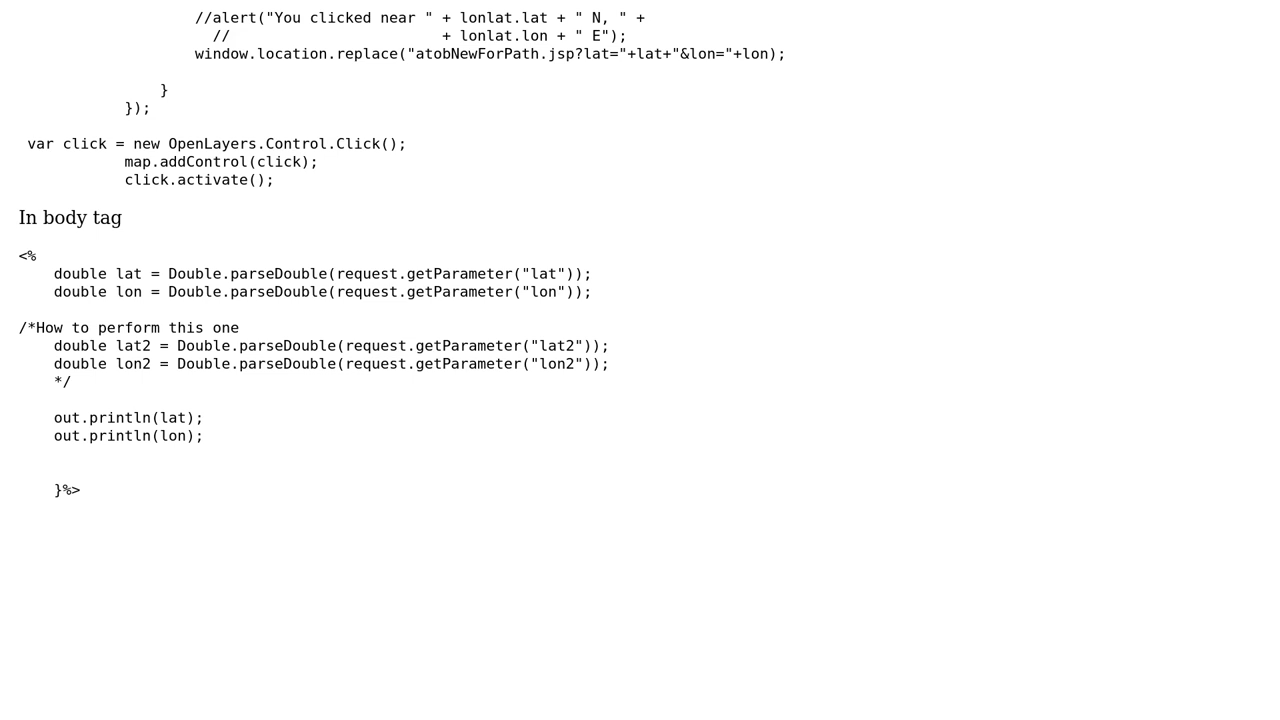 //alert("You clicked near " + lonlat.lat + " N, " +
// + lonlat.lon + " E");
window.location.replace("atobNewForPath.jsp?lat="+lat+"&lon="+lon);
}
});
var click = new OpenLayers.Control.Click();
map.addControl(click);
click.activate();
In body tag
<%
double lat = Double.parseDouble(request.getParameter("lat"));
double lon = Double.parseDouble(request.getParameter("lon"));
/*How to perform this one
double lat2 = Double.parseDouble(request.getParameter("lat2"));
double lon2 = Double.parseDouble(request.getParameter("lon2"));
*/
out.println(lat);
out.println(lon);
}%>